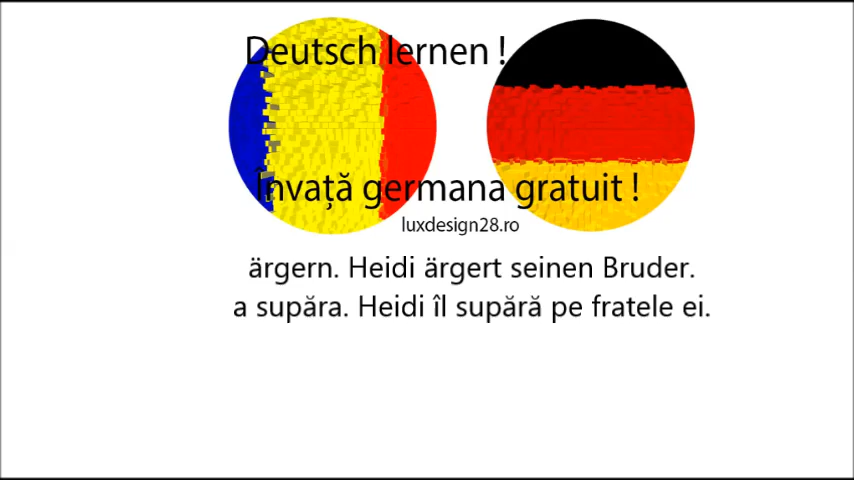 Deutsch lernen !
Învață germana gratuit !
luxdesign28.ro
ärgern. Heidi ärgert seinen Bruder.
a supăra. Heidi îl supără pe fratele ei.